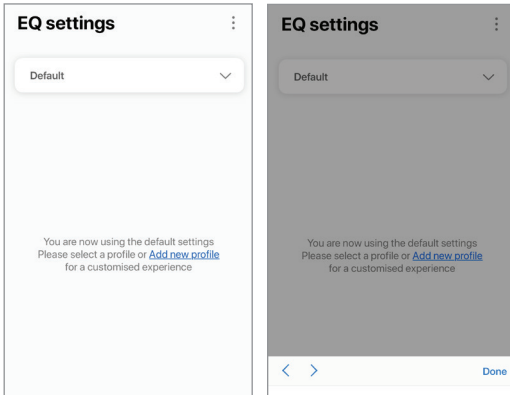 EQ settings
Default
You are now using the default settings
Please select a profile or Add new profile
for a customised experience
EQ settings
Default
You are now using the default settings
Please select a profile or Add new profile
for a customised experience
Done